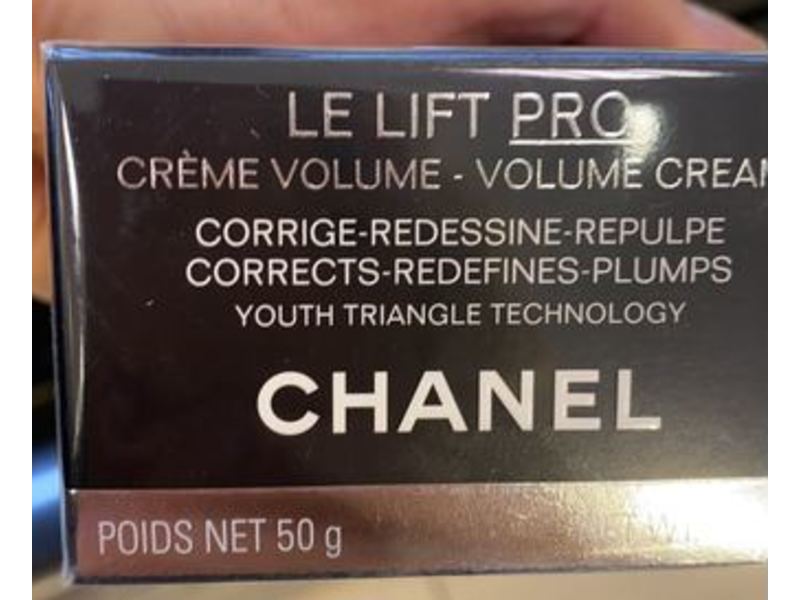 LE LIFT PRO
CRÈME VOLUME - VOLUME CREAM
CORRIGE-REDESSINE-REPULPE
CORRECTS-REDEFINES-PLUMPS
YOUTH TRIANGLE TECHNOLOGY
CHANEL
POIDS NET 50 g